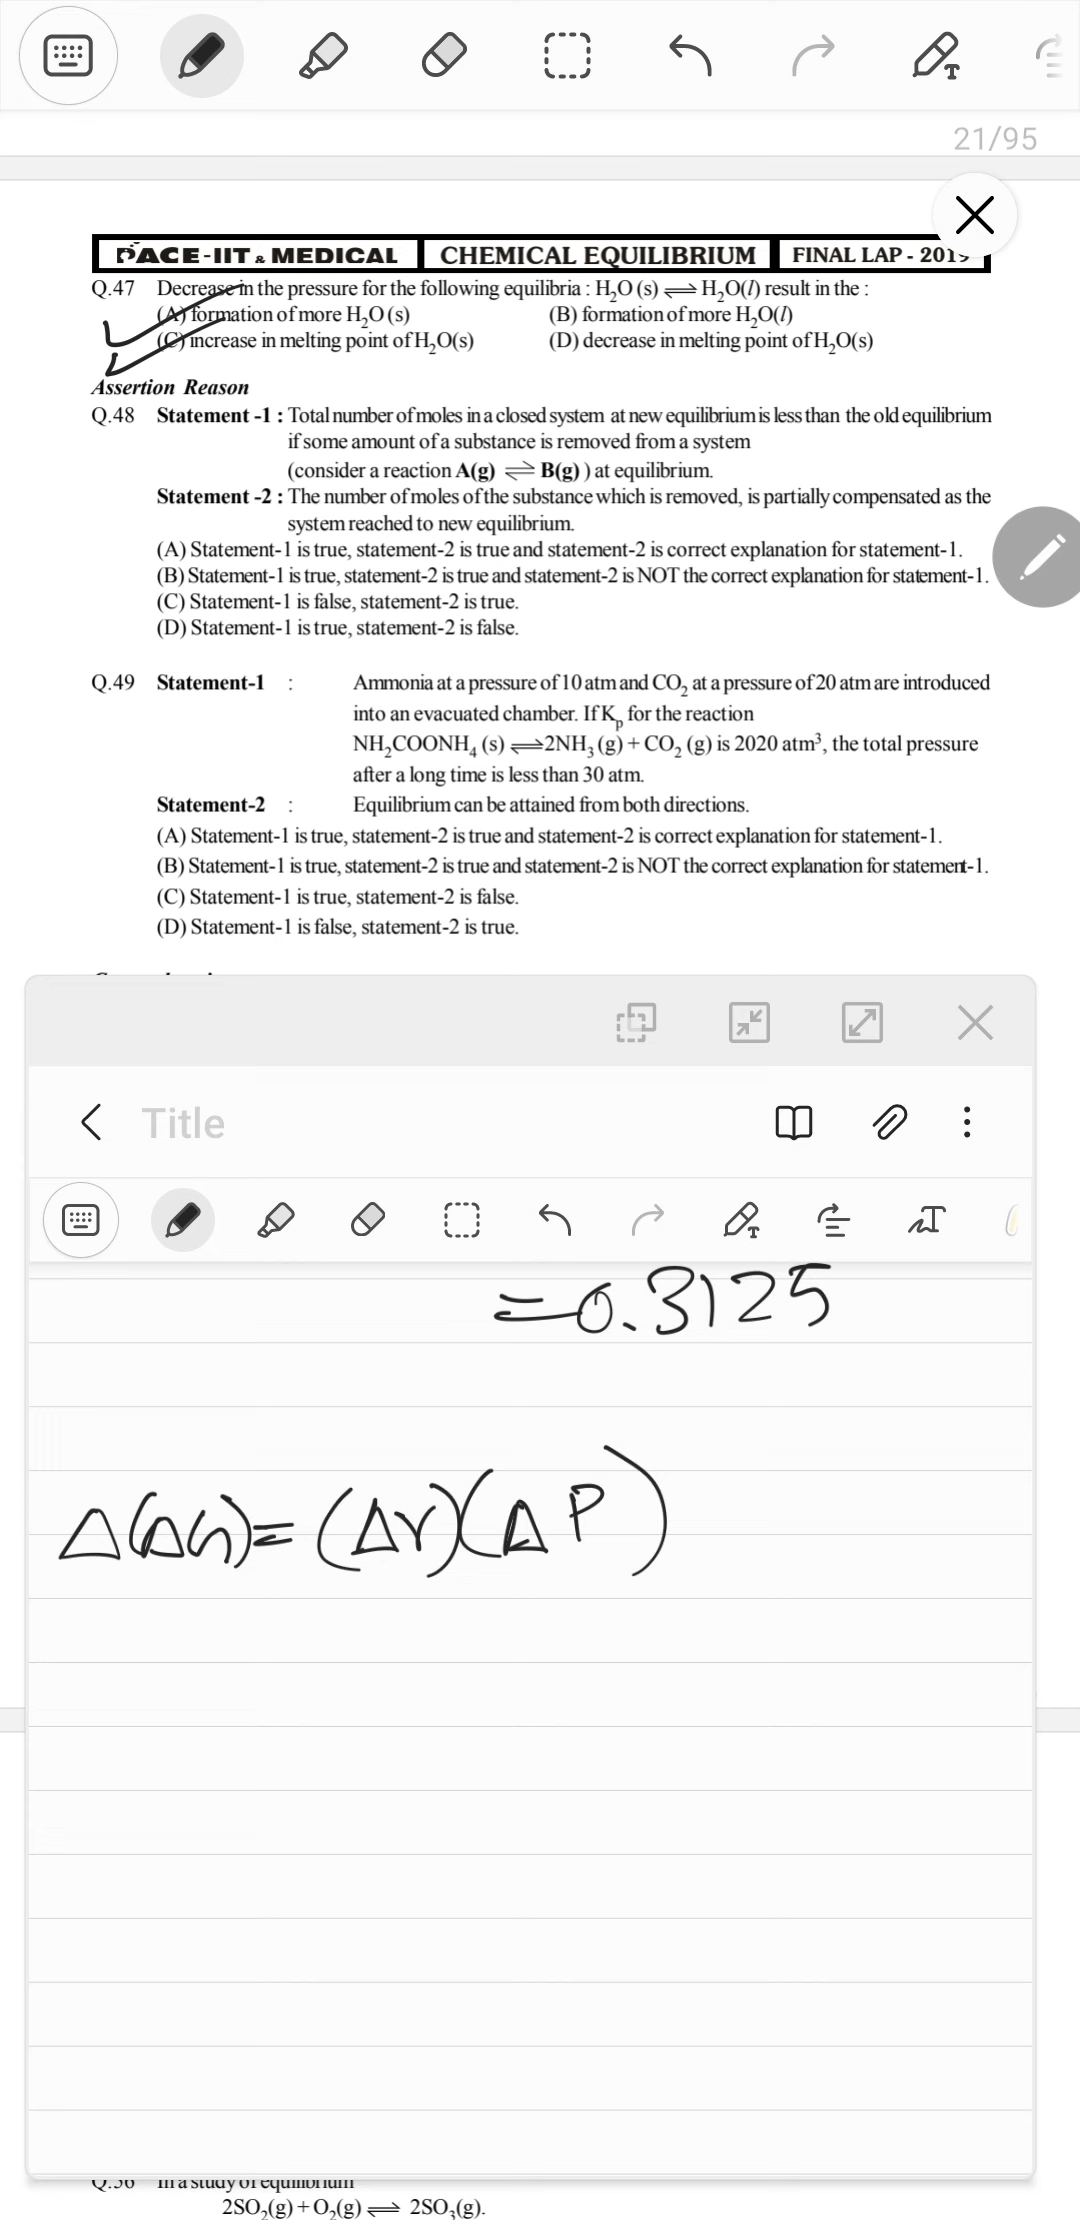 21/95
PACE-IIT & MEDICAL CHEMICAL EQUILIBRIUM FINAL LAP - 2019
Q.47 Decrease in the pressure for the following equilibria : H₂O (s) ⇌ H₂O(l) result in the :
(A) formation of more H₂O (s) (B) formation of more H₂O(l)
(C) increase in melting point of H₂O(s) (D) decrease in melting point of H₂O(s)
Assertion Reason
Q.48 Statement -1 : Total number of moles in a closed system at new equilibrium is less than the old equilibrium
if some amount of a substance is removed from a system
(consider a reaction A(g) ⇌ B(g) ) at equilibrium.
Statement -2 : The number of moles of the substance which is removed, is partially compensated as the
system reached to new equilibrium.
(A) Statement-1 is true, statement-2 is true and statement-2 is correct explanation for statement-1.
(B) Statement-1 is true, statement-2 is true and statement-2 is NOT the correct explanation for statement-1.
(C) Statement-1 is false, statement-2 is true.
(D) Statement-1 is true, statement-2 is false.
Q.49 Statement-1 : Ammonia at a pressure of 10 atm and CO₂ at a pressure of 20 atm are introduced
into an evacuated chamber. If Kₚ for the reaction
NH₂COONH₄ (s) ⇌ 2NH₃ (g) + CO₂ (g) is 2020 atm³, the total pressure
after a long time is less than 30 atm.
Statement-2 : Equilibrium can be attained from both directions.
(A) Statement-1 is true, statement-2 is true and statement-2 is correct explanation for statement-1.
(B) Statement-1 is true, statement-2 is true and statement-2 is NOT the correct explanation for statement-1.
(C) Statement-1 is true, statement-2 is false.
(D) Statement-1 is false, statement-2 is true.
Title
=0.3125
Δ(ΔG)=(ΔV)(ΔP)
Q.56 In a study of equilibrium
2SO₂(g) + O₂(g) ⇌ 2SO₃(g).